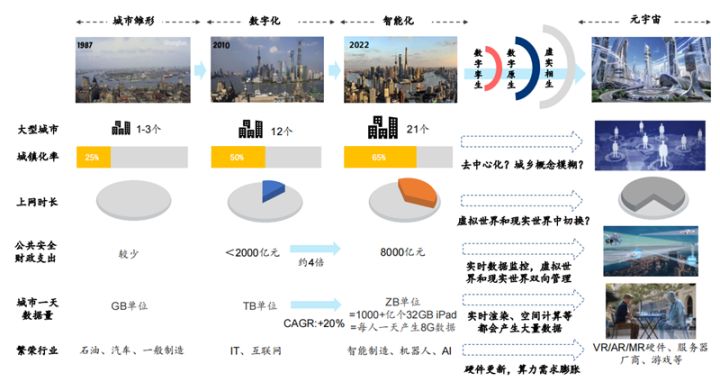 城市雏形
数字化
智能化
元宇宙
1987
Shanghai
2010
2022
数字孪生
数字原生
虚实相生
大型城市
1-3个
12个
21个
城镇化率
25%
50%
65%
去中心化？城乡概念模糊？
上网时长
虚拟世界和现实世界中切换？
公共安全
财政支出
较少
＜2000亿元
约4倍
8000亿元
实时数据监控，虚拟世
界和现实世界双向管理
城市一天
数据量
GB单位
TB单位
CAGR:+20%
ZB单位
=1000+亿个32GB iPad
=每人一天产生8G数据
实时渲染、空间计算等
都会产生大量数据
繁荣行业
石油、汽车、一般制造
IT、互联网
智能制造、机器人、AI
硬件更新，算力需求膨胀
VR/AR/MR硬件、服务器
厂商、游戏等